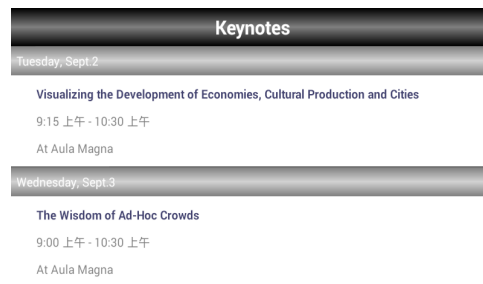 Keynotes
Tuesday, Sept.2
Visualizing the Development of Economies, Cultural Production and Cities
9:15 上午 - 10:30 上午
At Aula Magna
Wednesday, Sept.3
The Wisdom of Ad-Hoc Crowds
9:00 上午 - 10:30 上午
At Aula Magna